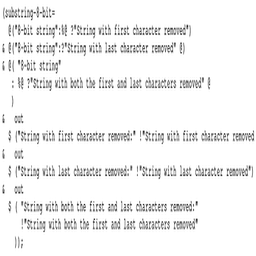 (substring-8-bit=
@("8-bit string":%@ ?"String with first character removed")
& @("8-bit string":?"String with last character removed" @)
& @( "8-bit string"
: %@ ?"String with both the first and last characters removed" @
)
& out
$ ("String with first character removed:" !"String with first character removed
& out
$ ("String with last character removed:" !"String with last character removed")
& out
$ ( "String with both the first and last characters removed:"
!"String with both the first and last characters removed"
));